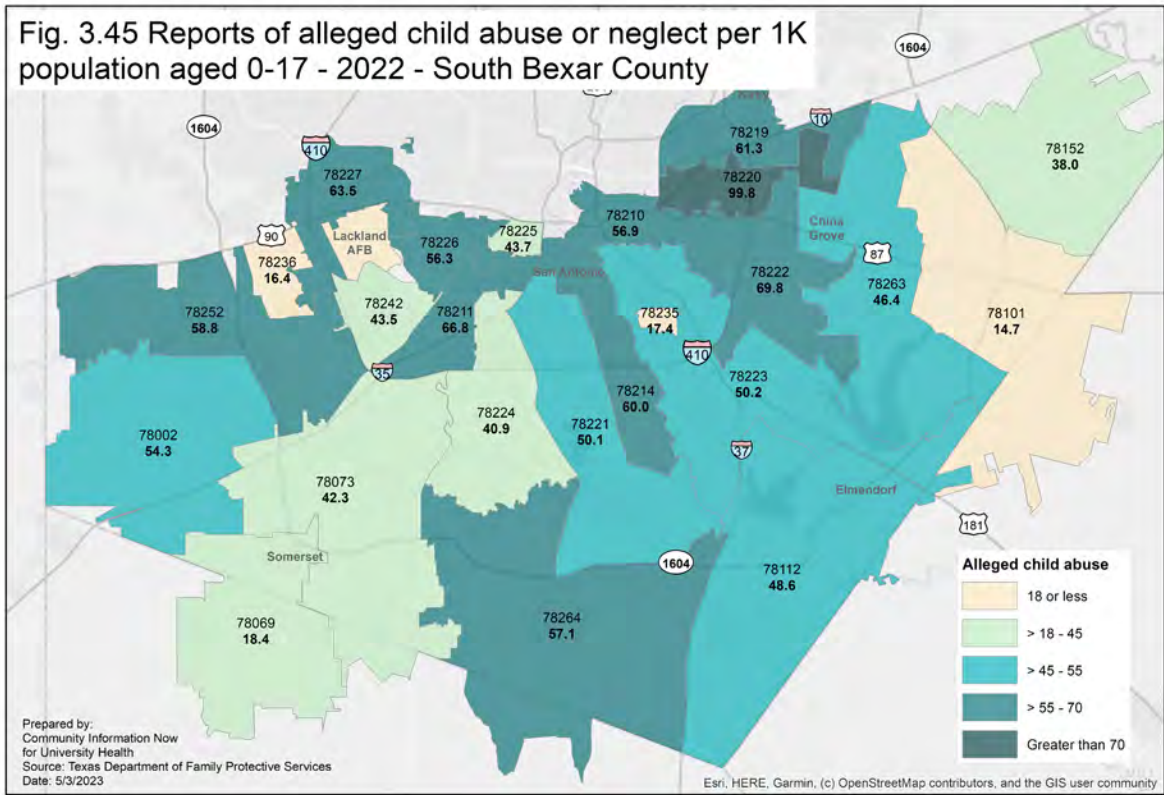 Fig. 3.45 Reports of alleged child abuse or neglect per 1K
population aged 0-17 - 2022 - South Bexar County
1604
1604
410
10
78219
61.3
78152
38.0
78227
63.5
78220
99.8
78225
43.7
78210
56.9
China
Grove
90
Lackland
AFB
78226
56.3
87
78236
16.4
San Antonio
78222
69.8
78263
46.4
78252
58.8
78242
43.5
78211
66.8
78235
17.4
78101
14.7
410
35
78223
50.2
78214
60.0
78224
40.9
78221
50.1
78002
54.3
37
78073
42.3
Elmendorf
181
Somerset
1604
78112
48.6
78264
57.1
78069
18.4
Alleged child abuse
18 or less
> 18 - 45
> 45 - 55
> 55 - 70
Greater than 70
Prepared by:
Community Information Now
for University Health
Source: Texas Department of Family Protective Services
Date: 5/3/2023
Esri, HERE, Garmin, (c) OpenStreetMap contributors, and the GIS user community